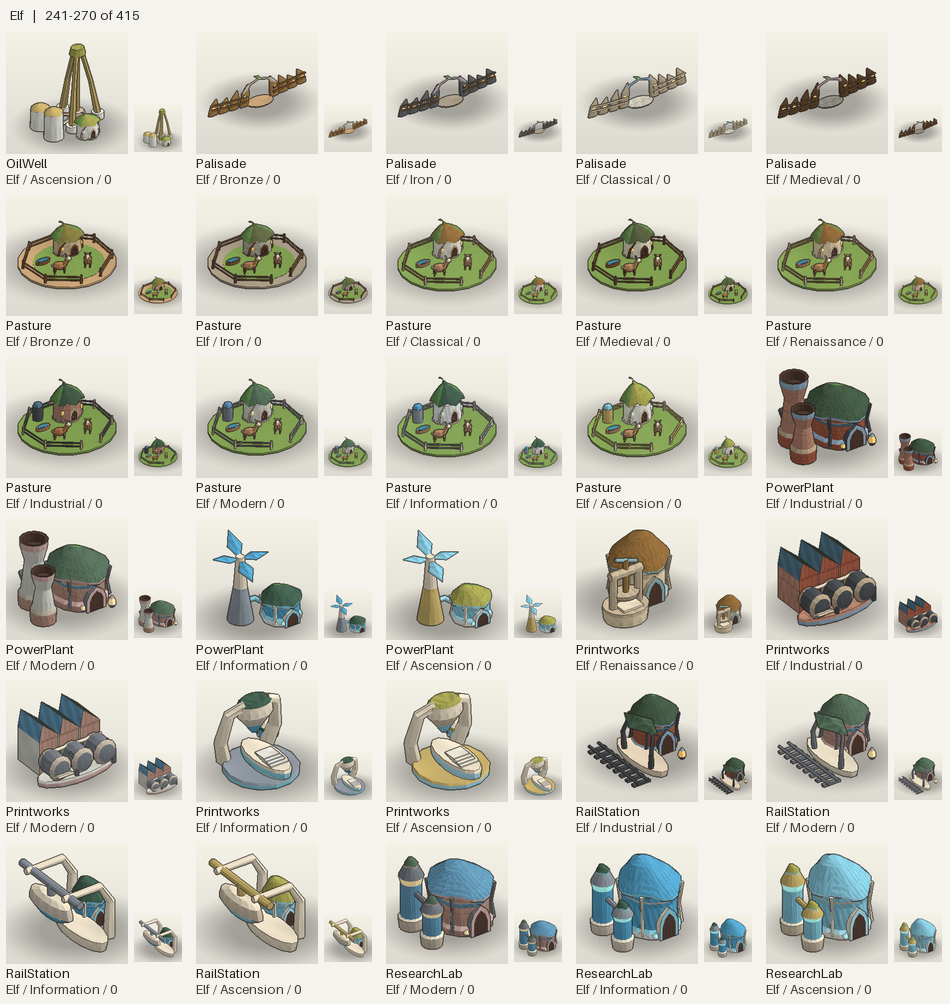 Elf | 241-270 of 415
OilWell
Elf / Ascension / 0
Palisade
Elf / Bronze / 0
Palisade
Elf / Iron / 0
Palisade
Elf / Classical / 0
Palisade
Elf / Medieval / 0
Pasture
Elf / Bronze / 0
Pasture
Elf / Iron / 0
Pasture
Elf / Classical / 0
Pasture
Elf / Medieval / 0
Pasture
Elf / Renaissance / 0
Pasture
Elf / Industrial / 0
Pasture
Elf / Modern / 0
Pasture
Elf / Information / 0
Pasture
Elf / Ascension / 0
PowerPlant
Elf / Industrial / 0
PowerPlant
Elf / Modern / 0
PowerPlant
Elf / Information / 0
PowerPlant
Elf / Ascension / 0
Printworks
Elf / Renaissance / 0
Printworks
Elf / Industrial / 0
Printworks
Elf / Modern / 0
Printworks
Elf / Information / 0
Printworks
Elf / Ascension / 0
RailStation
Elf / Industrial / 0
RailStation
Elf / Modern / 0
RailStation
Elf / Information / 0
RailStation
Elf / Ascension / 0
ResearchLab
Elf / Modern / 0
ResearchLab
Elf / Information / 0
ResearchLab
Elf / Ascension / 0